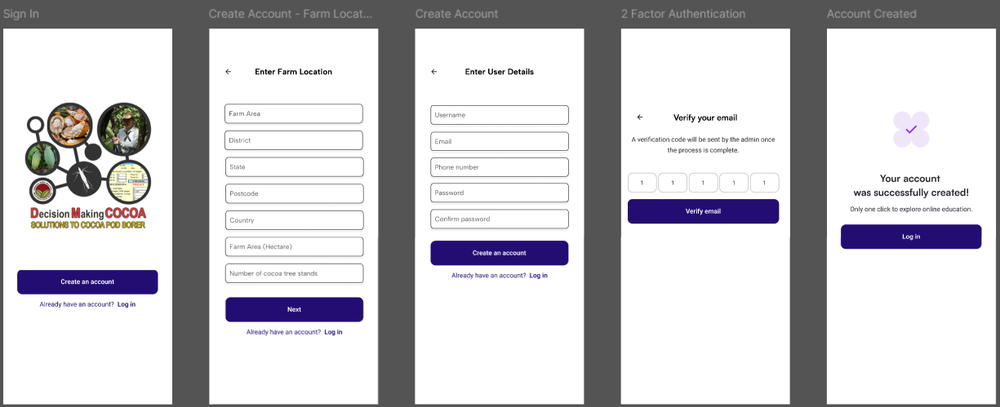 Sign In
Decision Making COCOA
SOLUTIONS TO COCOA POD BORER
Create an account
Already have an account? Log in
Create Account - Farm Locat...
Enter Farm Location
Farm Area
District
State
Postcode
Country
Farm Area (Hectare)
Number of cocoa tree stands
Next
Already have an account? Log in
Create Account
Enter User Details
Username
Email
Phone number
Password
Confirm password
Create an account
Already have an account? Log in
2 Factor Authentication
Verify your email
A verification code will be sent by the admin once
the process is complete.
1 1 1 1 1
Verify email
Account Created
Your account
was successfully created!
Only one click to explore online education.
Log in